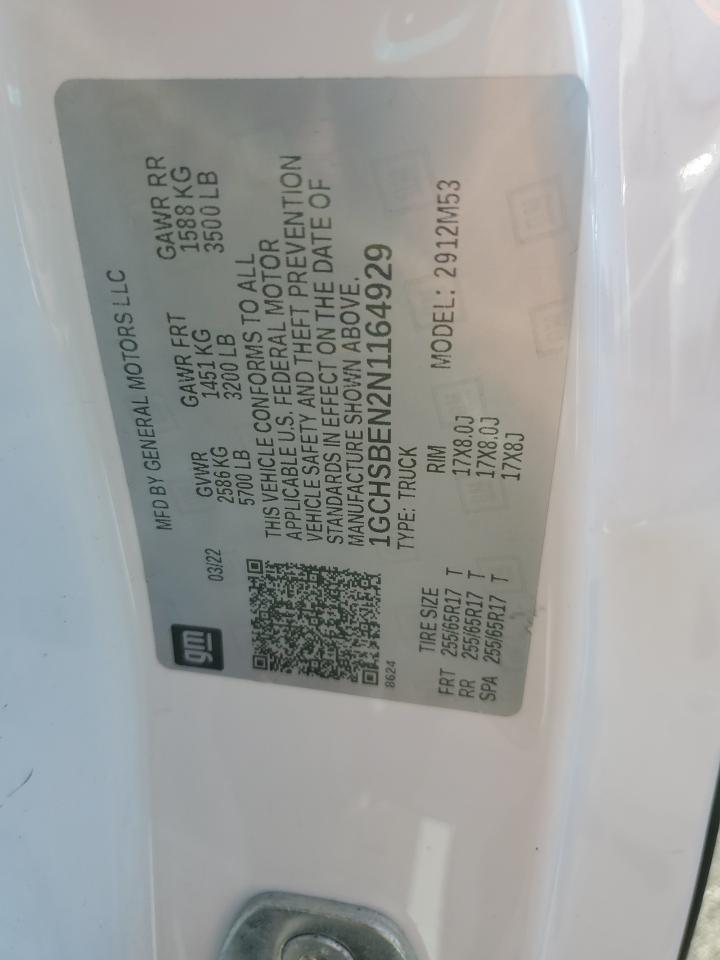 gm
MFD BY GENERAL MOTORS LLC
03/22
GVWR GAWR FRT GAWR RR
2586 KG 1451 KG 1588 KG
5700 LB 3200 LB 3500 LB
THIS VEHICLE CONFORMS TO ALL
APPLICABLE U.S. FEDERAL MOTOR
VEHICLE SAFETY AND THEFT PREVENTION
STANDARDS IN EFFECT ON THE DATE OF
MANUFACTURE SHOWN ABOVE.
1GCHSBEN2N1164929
8624
TYPE: TRUCK MODEL: 2912M53
TIRE SIZE RIM
FRT 255/65R17 T 17X8.0J
RR 255/65R17 T 17X8.0J
SPA 255/65R17 T 17X8J